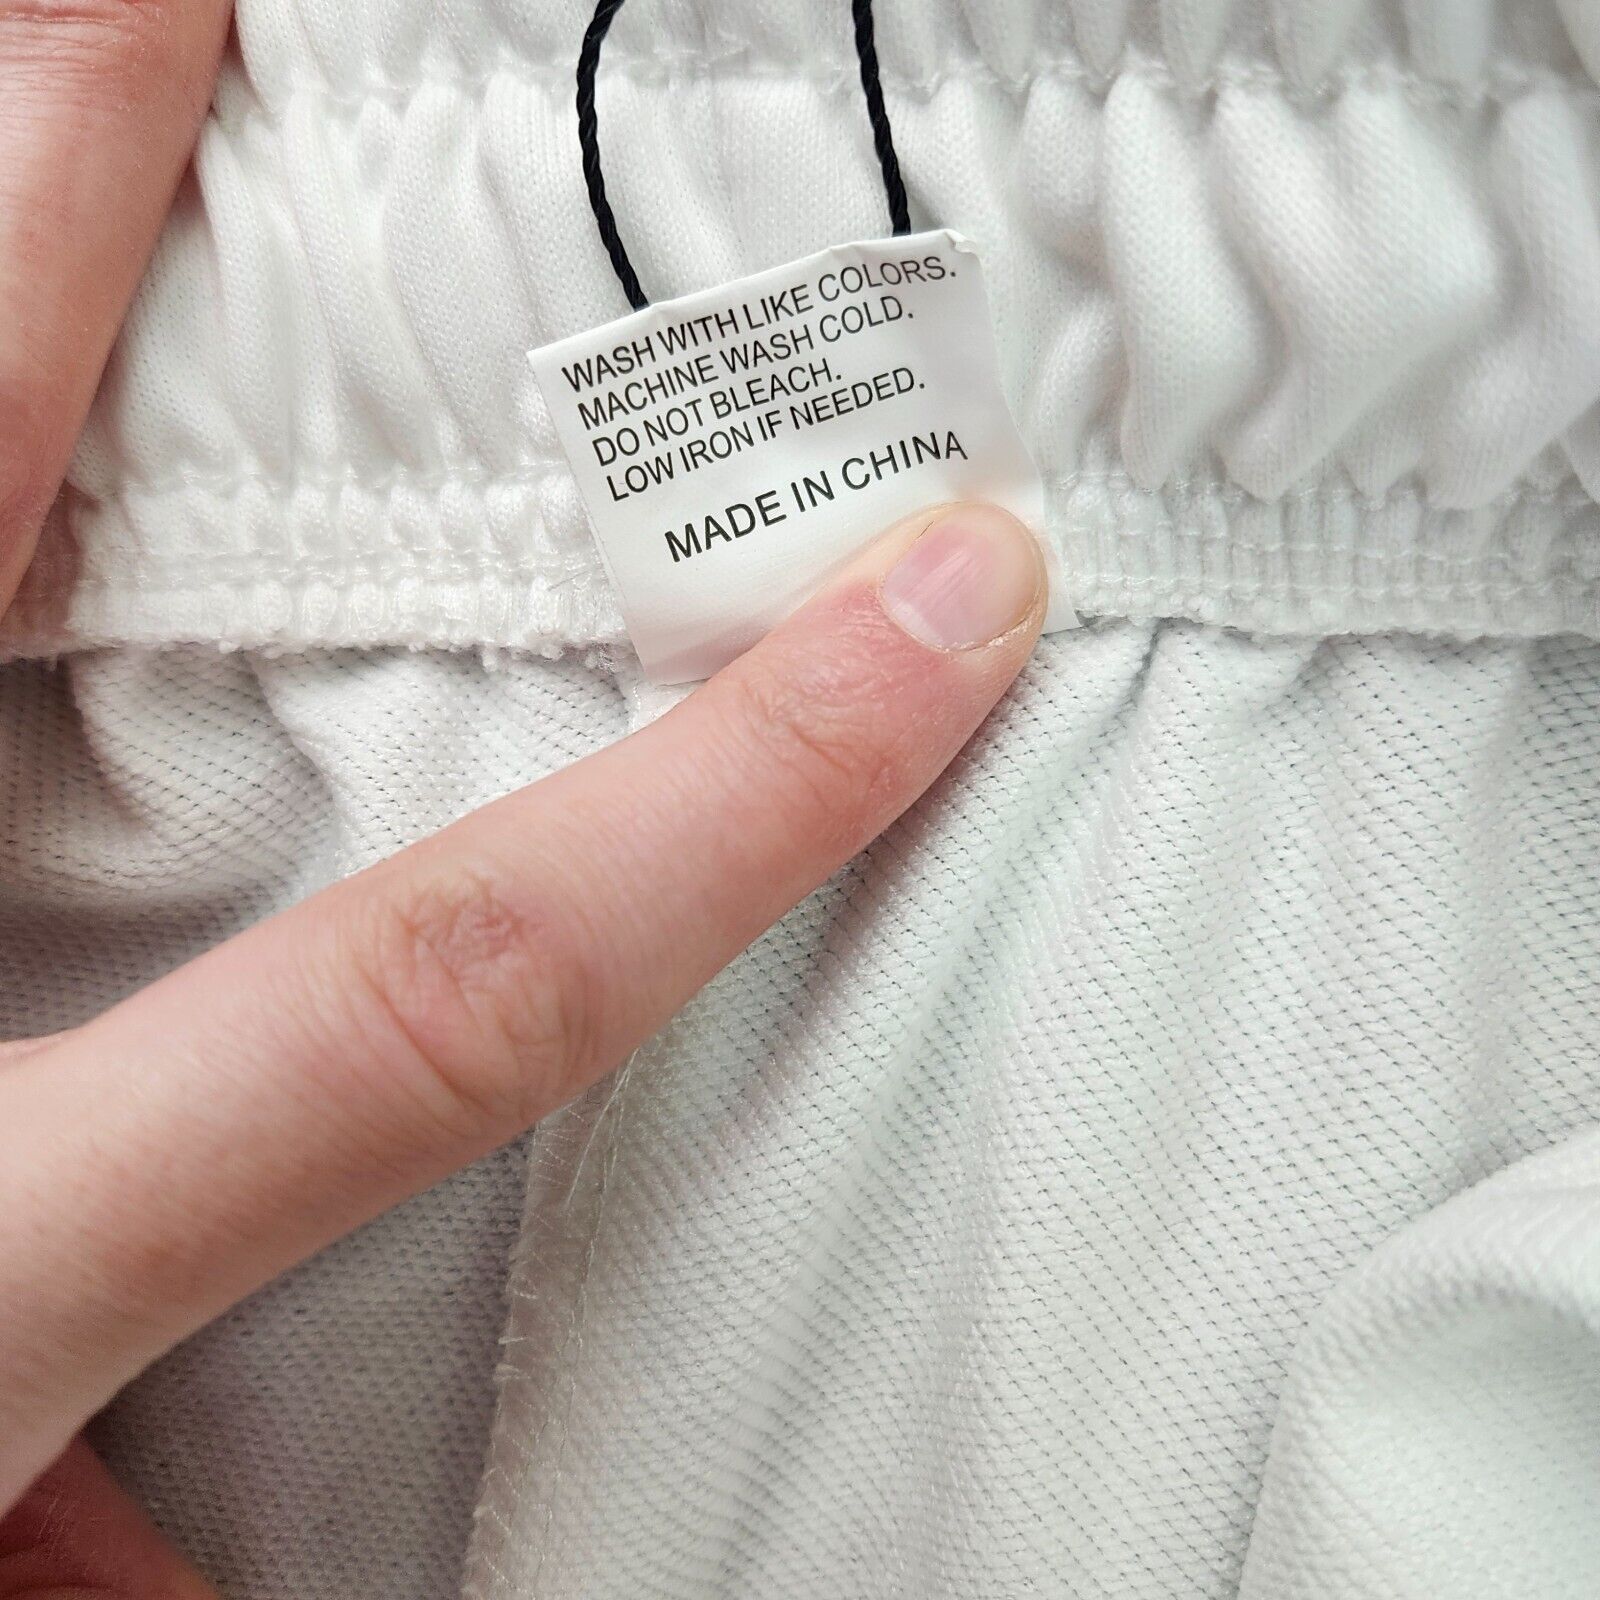 WASH WITH LIKE COLORS.
MACHINE WASH COLD.
DO NOT BLEACH.
LOW IRON IF NEEDED.
MADE IN CHINA